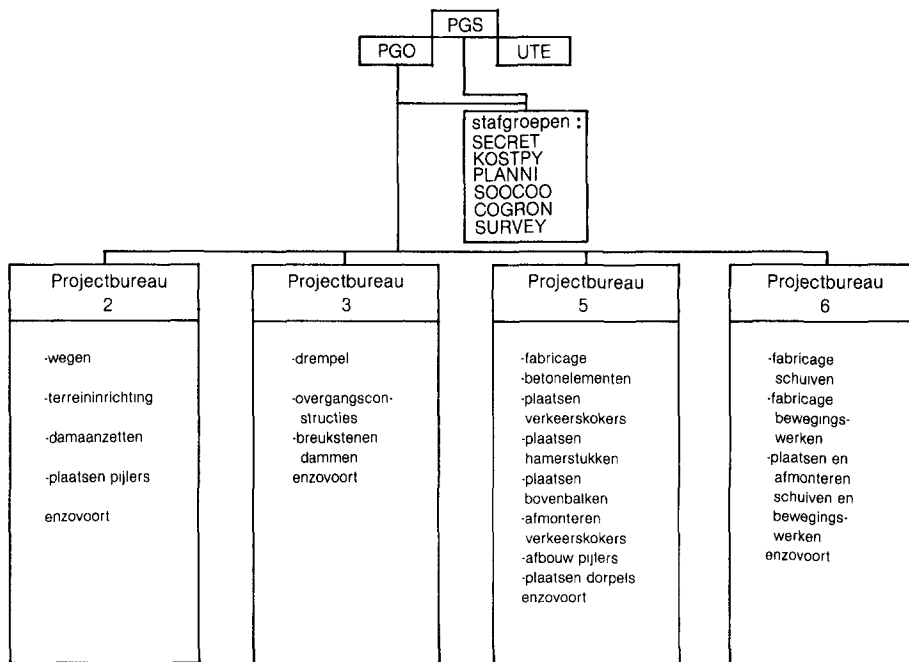 PGS
PGO
UTE
stafgroepen :
SECRET
KOSTPY
PLANNI
SOOCOO
COGRON
SURVEY
Projectbureau
2
-wegen
-terreininrichting
-damaanzetten
-plaatsen pijlers
enzovoort
Projectbureau
3
-drempel
-overgangscon-
structies
-breukstenen
dammen
enzovoort
Projectbureau
5
-fabricage
-betonelementen
-plaatsen
verkeerskokers
-plaatsen
hamerstukken
-plaatsen
bovenbalken
-afmonteren
verkeerskokers
-afbouw pijlers
-plaatsen dorpels
enzovoort
Projectbureau
6
-fabricage
schuiven
-fabricage
bewegings-
werken
-plaatsen en
afmonteren
schuiven en
bewegings-
werken
enzovoort